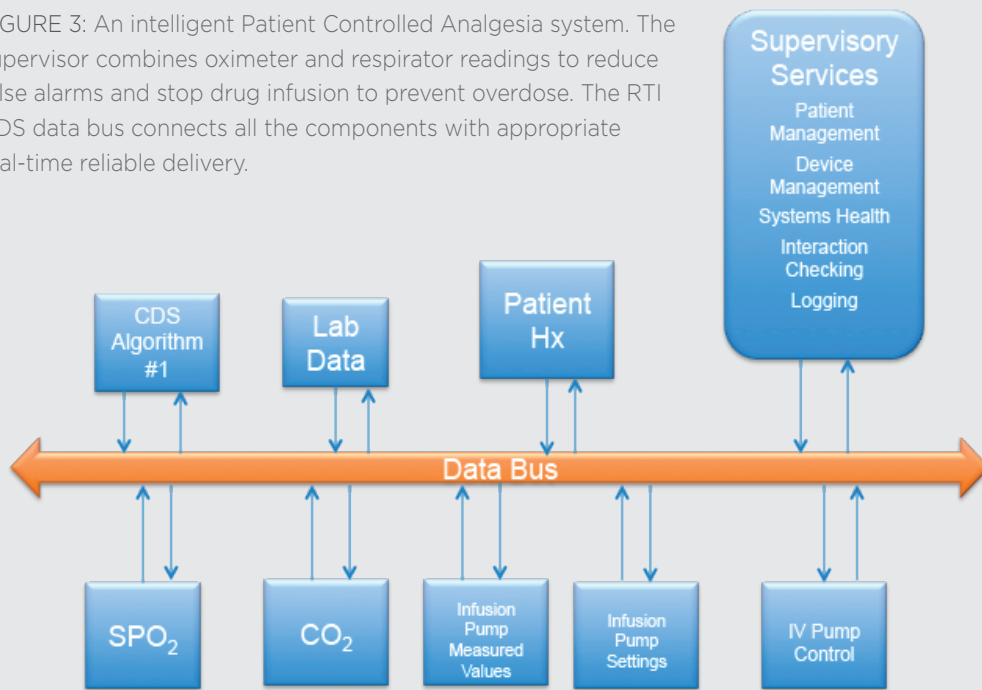 GURE 3: An intelligent Patient Controlled Analgesia system. The
upervisor combines oximeter and respirator readings to reduce
lse alarms and stop drug infusion to prevent overdose. The RTI
DS data bus connects all the components with appropriate
al-time reliable delivery.
Supervisory
Services
Patient
Management
Device
Management
Systems Health
Interaction
Checking
Logging
CDS
Algorithm
#1
Lab
Data
Patient
Hx
Data Bus
SPO₂
CO₂
Infusion
Pump
Measured
Values
Infusion
Pump
Settings
IV Pump
Control